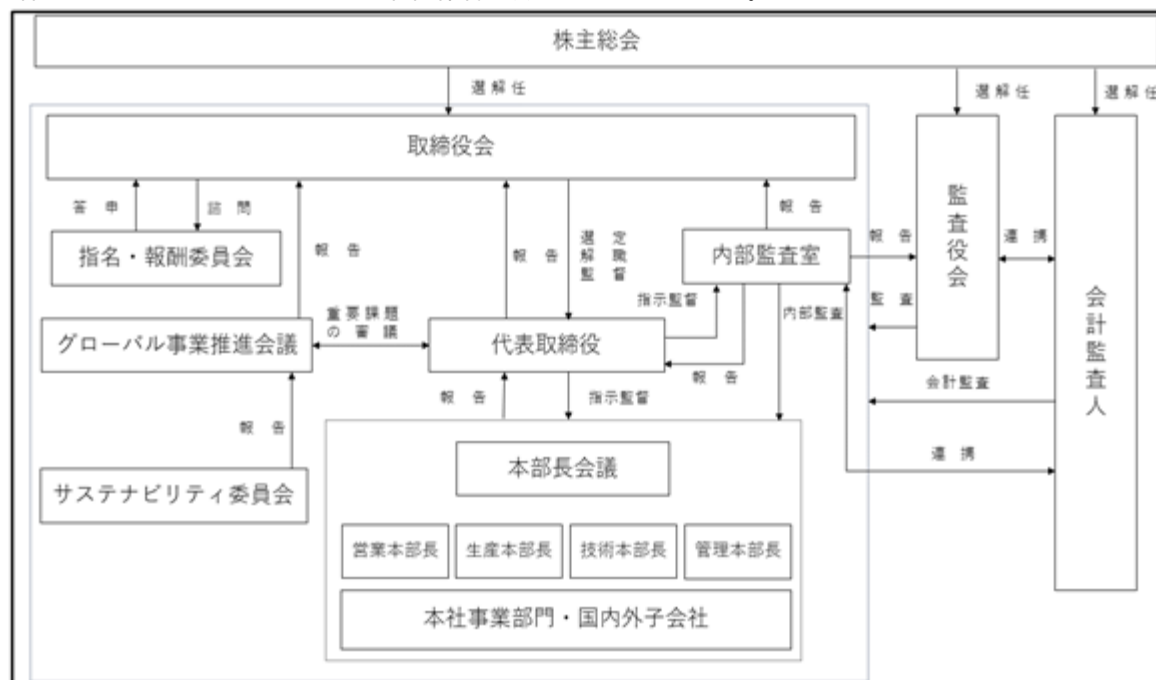 株主総会
選解任
選解任
選解任
取締役会
監査役会
会計監査人
答申
諮問
報告
報告
選定
解職
監督
報告
指名・報酬委員会
内部監査室
報告
連携
指示監督
内部監査
監査
重要課題
の審議
グローバル事業推進会議
代表取締役
報告
報告
指示監督
会計監査
報告
本部長会議
連携
サステナビリティ委員会
営業本部長
生産本部長
技術本部長
管理本部長
本社事業部門・国内外子会社